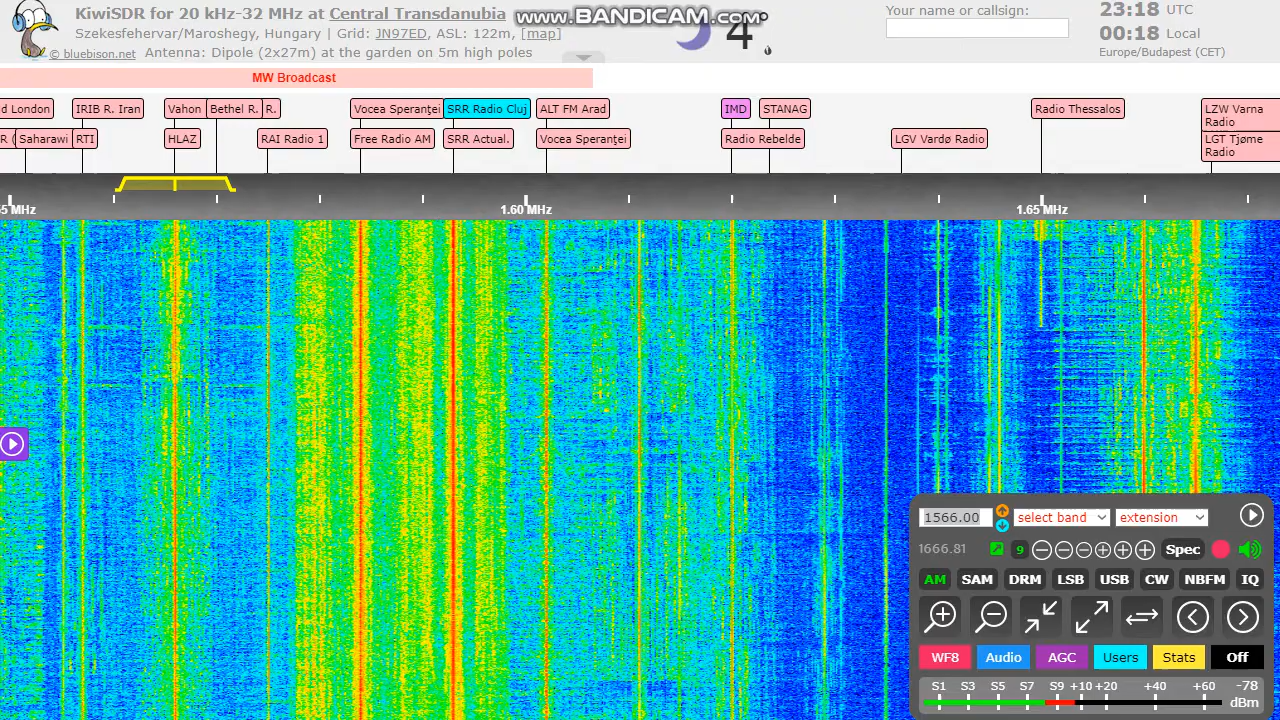 KiwiSDR for 20 kHz-32 MHz at Central Transdanubia
www.BANDICAM.com
4°
Your name or callsign:
23:18 UTC
Szekesfehervar/Maroshegy, Hungary | Grid: JN97ED, ASL: 122m, [map]
00:18 Local
© bluebison.net
Antenna: Dipole (2x27m) at the garden on 5m high poles
Europe/Budapest (CET)
MW Broadcast
d London
IRIB R. Iran
Vahon
Bethel R.
R.
Vocea Speranței
SRR Radio Cluj
ALT FM Arad
IMD
STANAG
Radio Thessalos
LZW Varna
Radio
R (
Saharawi
RTI
HLAZ
RAI Radio 1
Free Radio AM
SRR Actual.
Vocea Speranței
Radio Rebelde
LGV Vardø Radio
LGT Tjøme
Radio
5 MHz
1.60 MHz
1.65 MHz
1566.00
select band
extension
1666.81
9
Spec
AM
SAM
DRM
LSB
USB
CW
NBFM
IQ
WF8
Audio
AGC
Users
Stats
Off
S1 S3 S5 S7 S9 +10 +20 +40 +60 -78
dBm